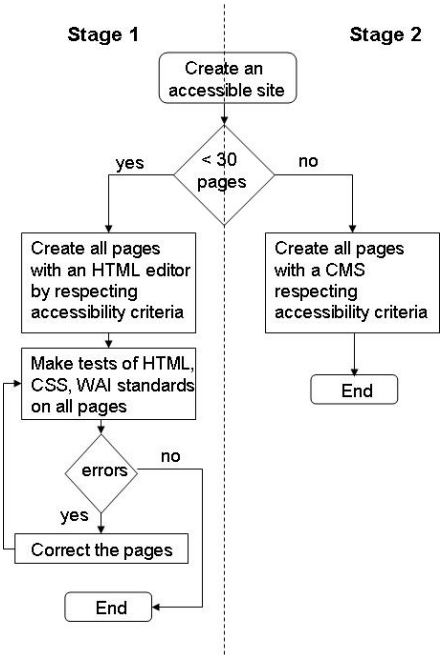 Stage 1
Stage 2
Create an
accessible site
< 30
pages
yes
no
Create all pages
with an HTML editor
by respecting
accessibility criteria
Create all pages
with a CMS
respecting
accessibility criteria
Make tests of HTML,
CSS, WAI standards
on all pages
End
errors
no
yes
Correct the pages
End